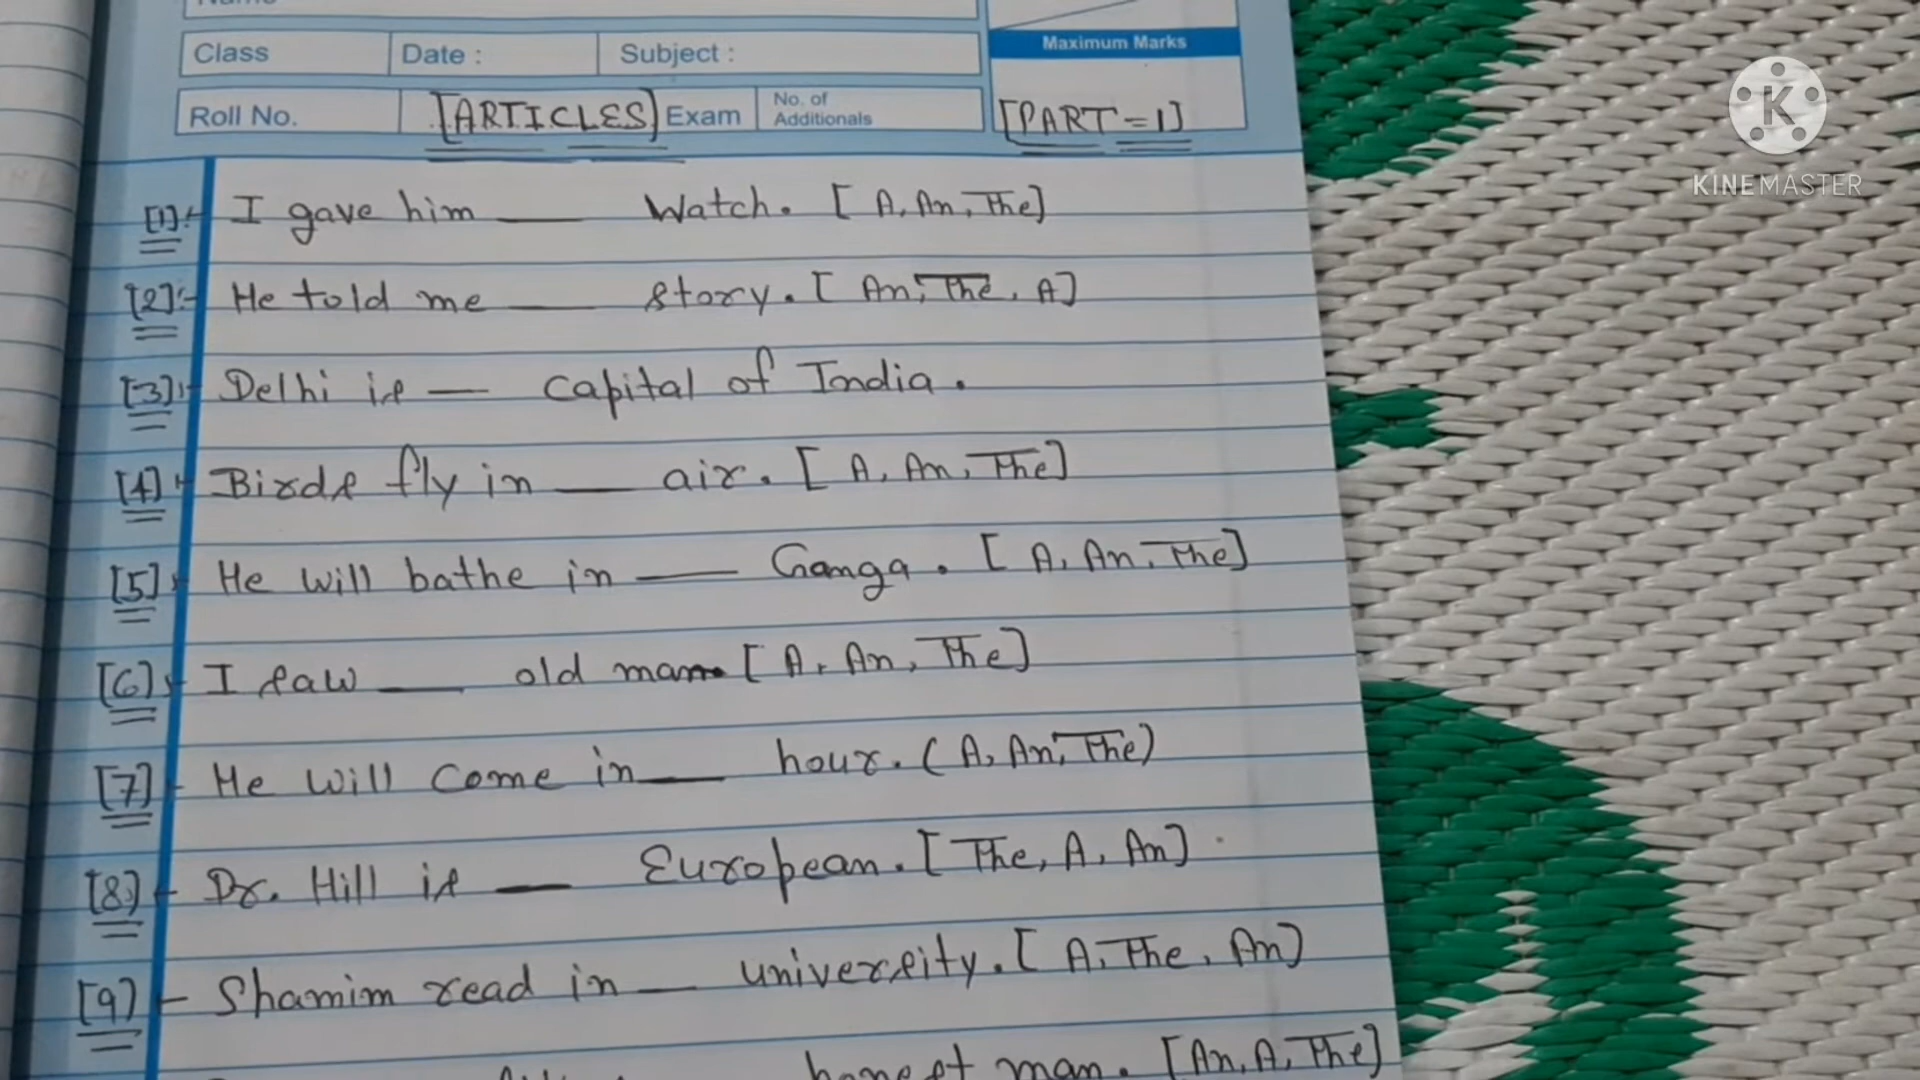 Name
Class Date : Subject : Maximum Marks
Roll No. [ARTICLES] Exam No. of Additionals [PART-1]
K
KINEMASTER
[1]:- I gave him ___ Watch. [A, An, The]
[2]:- He told me ___ story. [An, The, A]
[3]:- Delhi is ___ capital of India.
[4]:- Birds fly in ___ air. [A, An, The]
[5]:- He will bathe in ___ Ganga. [A, An, The]
[6]:- I saw ___ old man [A, An, The]
[7]- He will come in ___ hour. (A, An, The)
[8]- Dr. Hill is ___ European. [The, A, An]
[9]- Shamim read in ___ university. [A, The, An]
honest man. [An, A, The]